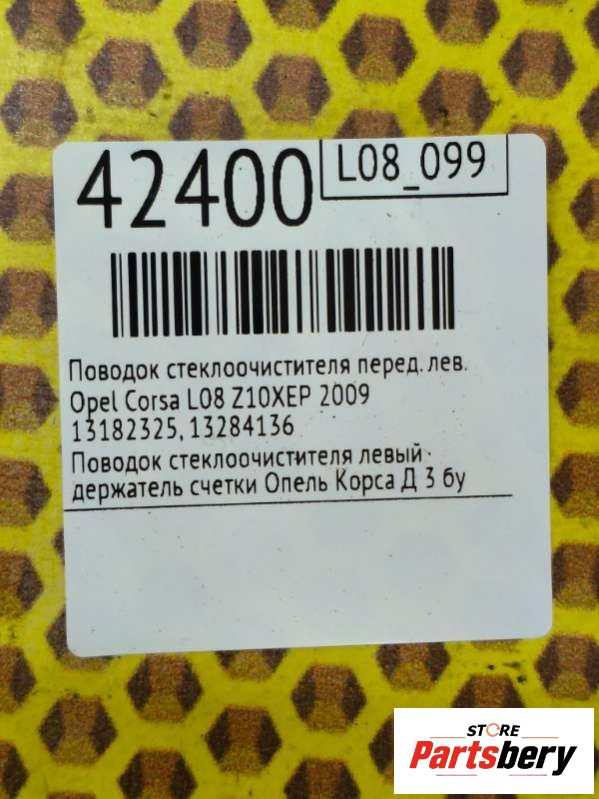 42400
L08_099
Поводок стеклоочистителя перед. лев.
Opel Corsa L08 Z10XEP 2009
13182325, 13284136
Поводок стеклоочистителя левый
держатель счетки Опель Корса Д 3 бу
STORE
Partsbery